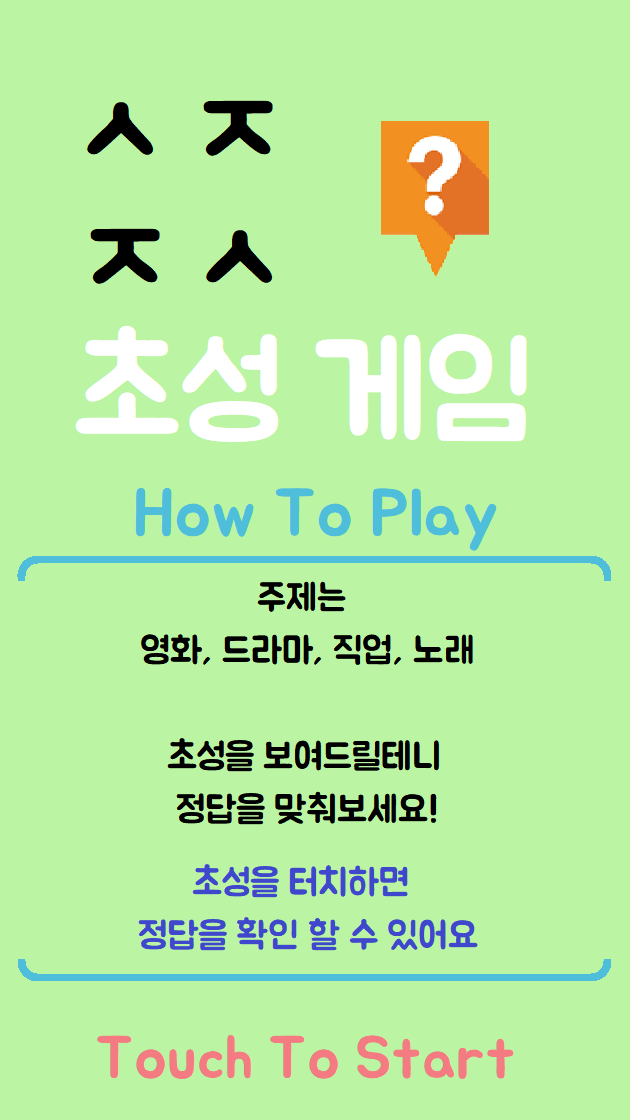 ㅅ ㅈ
ㅈ ㅅ
?
초성 게임
How To Play
주제는
영화, 드라마, 직업, 노래
초성을 보여드릴테니
정답을 맞춰보세요!
초성을 터치하면
정답을 확인 할 수 있어요
Touch To Start